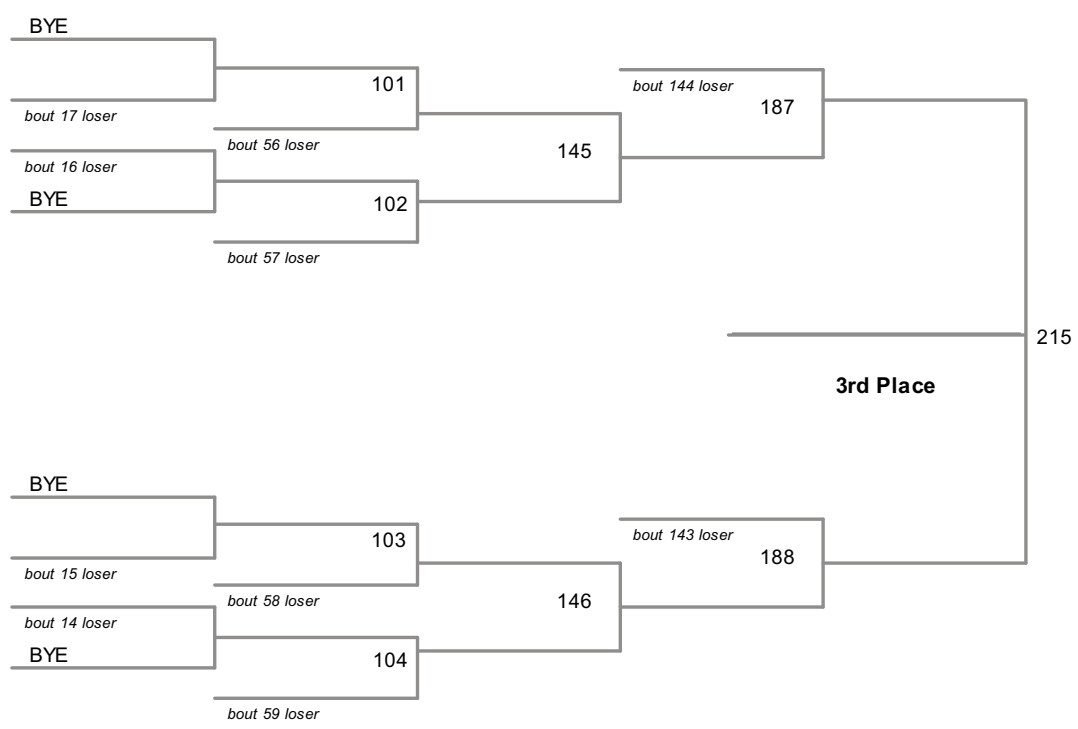 BYE
101
bout 144 loser
187
bout 17 loser
bout 56 loser
145
bout 16 loser
BYE
102
bout 57 loser
215
3rd Place
BYE
103
bout 143 loser
188
bout 15 loser
bout 58 loser
146
bout 14 loser
BYE
104
bout 59 loser